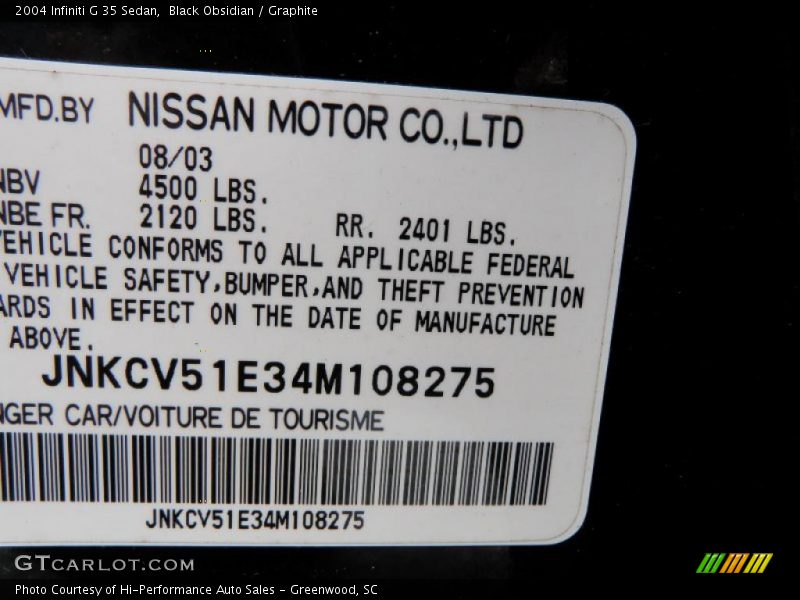 2004 Infiniti G 35 Sedan, Black Obsidian / Graphite
MFD.BY NISSAN MOTOR CO.,LTD
08/03
4500 LBS.
2120 LBS. RR. 2401 LBS.
VEHICLE CONFORMS TO ALL APPLICABLE FEDERAL
VEHICLE SAFETY,BUMPER,AND THEFT PREVENTION
ARDS IN EFFECT ON THE DATE OF MANUFACTURE
ABOVE.
JNKCV51E34M108275
NGER CAR/VOITURE DE TOURISME
JNKCV51E34M108275
GTCARLOT.COM
Photo Courtesy of Hi-Performance Auto Sales - Greenwood, SC